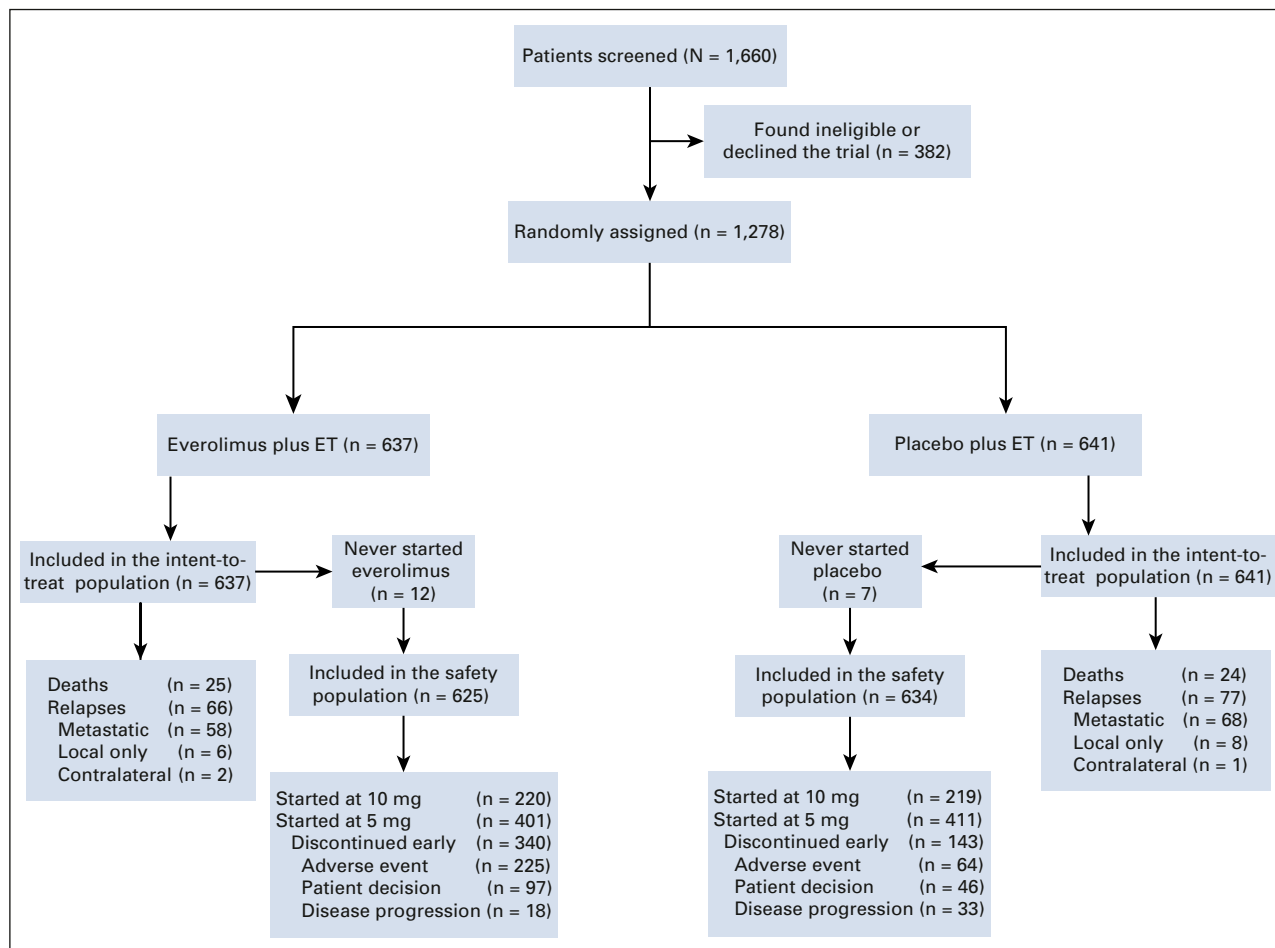 Patients screened (N = 1,660)
Found ineligible or
declined the trial (n = 382)
Randomly assigned (n = 1,278)
Everolimus plus ET (n = 637)
Placebo plus ET (n = 641)
Included in the intent-to-
treat population (n = 637)
Never started
everolimus
(n = 12)
Never started
placebo
(n = 7)
Included in the intent-to-
treat population (n = 641)
Deaths (n = 25)
Relapses (n = 66)
Metastatic (n = 58)
Local only (n = 6)
Contralateral (n = 2)
Included in the safety
population (n = 625)
Included in the safety
population (n = 634)
Deaths (n = 24)
Relapses (n = 77)
Metastatic (n = 68)
Local only (n = 8)
Contralateral (n = 1)
Started at 10 mg (n = 220)
Started at 5 mg (n = 401)
Discontinued early (n = 340)
Adverse event (n = 225)
Patient decision (n = 97)
Disease progression (n = 18)
Started at 10 mg (n = 219)
Started at 5 mg (n = 411)
Discontinued early (n = 143)
Adverse event (n = 64)
Patient decision (n = 46)
Disease progression (n = 33)